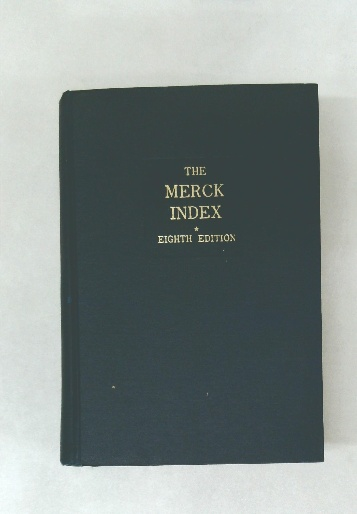 THE
MERCK
INDEX
★
EIGHTH EDITION